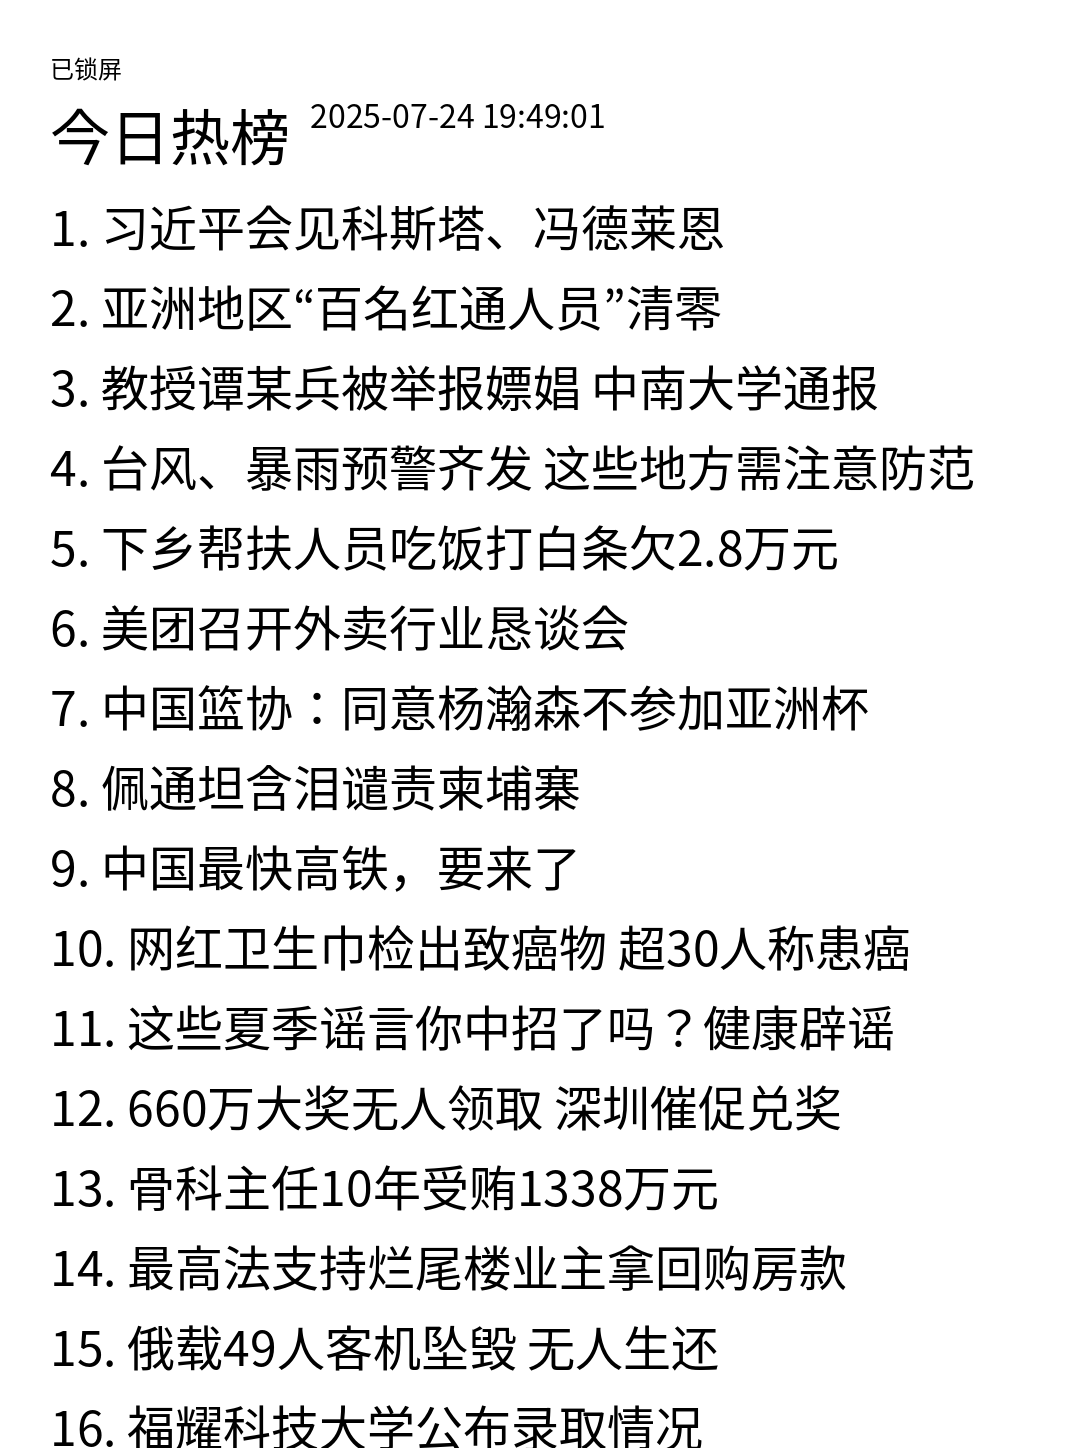 已锁屏
今日热榜 2025-07-24 19:49:01
1. 习近平会见科斯塔、冯德莱恩
2. 亚洲地区“百名红通人员”清零
3. 教授谭某兵被举报嫖娼 中南大学通报
4. 台风、暴雨预警齐发 这些地方需注意防范
5. 下乡帮扶人员吃饭打白条欠2.8万元
6. 美团召开外卖行业恳谈会
7. 中国篮协：同意杨瀚森不参加亚洲杯
8. 佩通坦含泪谴责柬埔寨
9. 中国最快高铁，要来了
10. 网红卫生巾检出致癌物 超30人称患癌
11. 这些夏季谣言你中招了吗？健康辟谣
12. 660万大奖无人领取 深圳催促兑奖
13. 骨科主任10年受贿1338万元
14. 最高法支持烂尾楼业主拿回购房款
15. 俄载49人客机坠毁 无人生还
16. 福耀科技大学公布录取情况